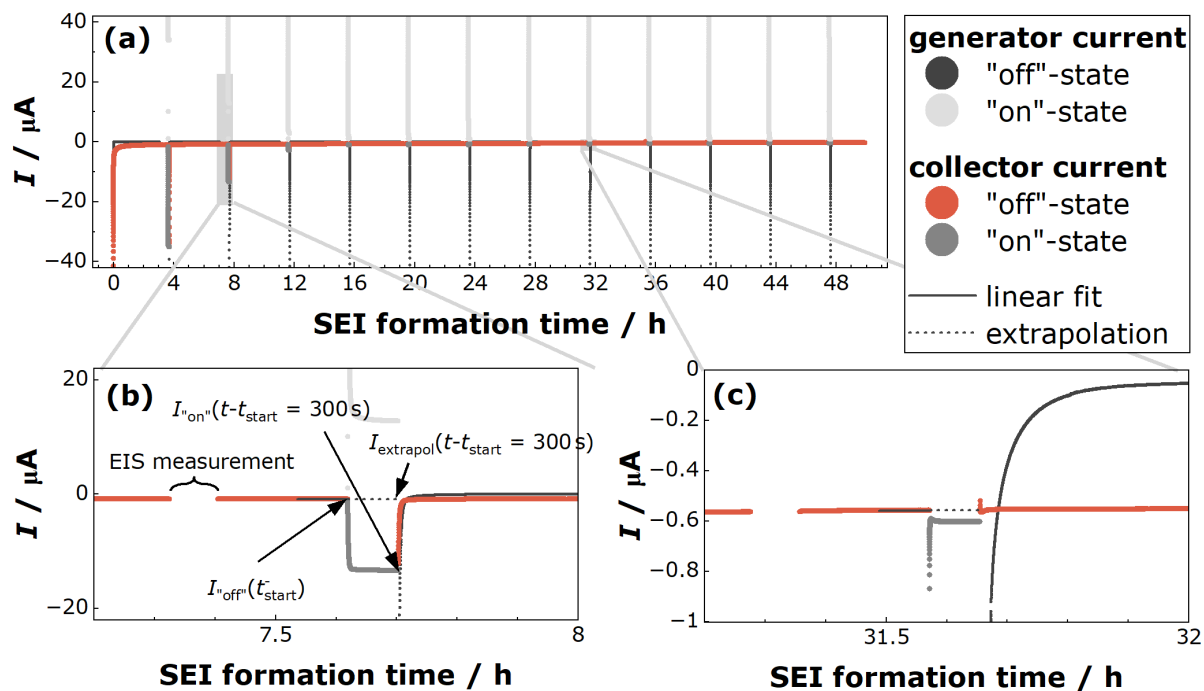 (a)
40
20
0
−20
−40
I / μA
0 4 8 12 16 20 24 28 32 36 40 44 48
SEI formation time / h
generator current
"off"-state
"on"-state
collector current
"off"-state
"on"-state
linear fit
extrapolation
(b)
20
0
−20
I / μA
I"on"(t-tstart = 300 s)
Iextrapol(t-tstart = 300 s)
EIS measurement
I"off"(t-start)
7.5 8
SEI formation time / h
(c)
0
−0.2
−0.4
−0.6
−0.8
−1
I / μA
31.5 32
SEI formation time / h